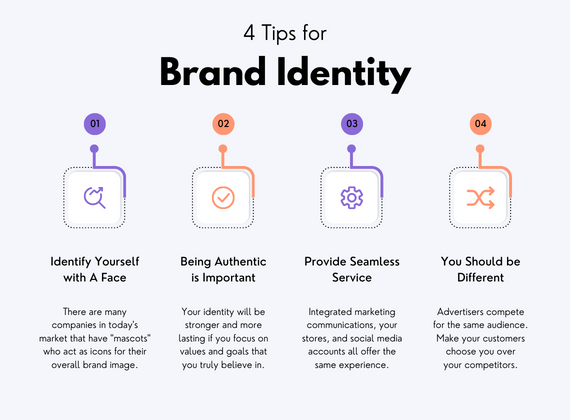 4 Tips for
Brand Identity
01
02
03
04
Identify Yourself
with A Face
Being Authentic
is Important
Provide Seamless
Service
You Should be
Different
There are many
companies in today's
market that have "mascots"
who act as icons for their
overall brand image.
Your identity will be
stronger and more
lasting if you focus on
values and goals that
you truly believe in.
Integrated marketing
communications, your
stores, and social media
accounts all offer the
same experience.
Advertisers compete
for the same audience.
Make your customers
choose you over
your competitors.